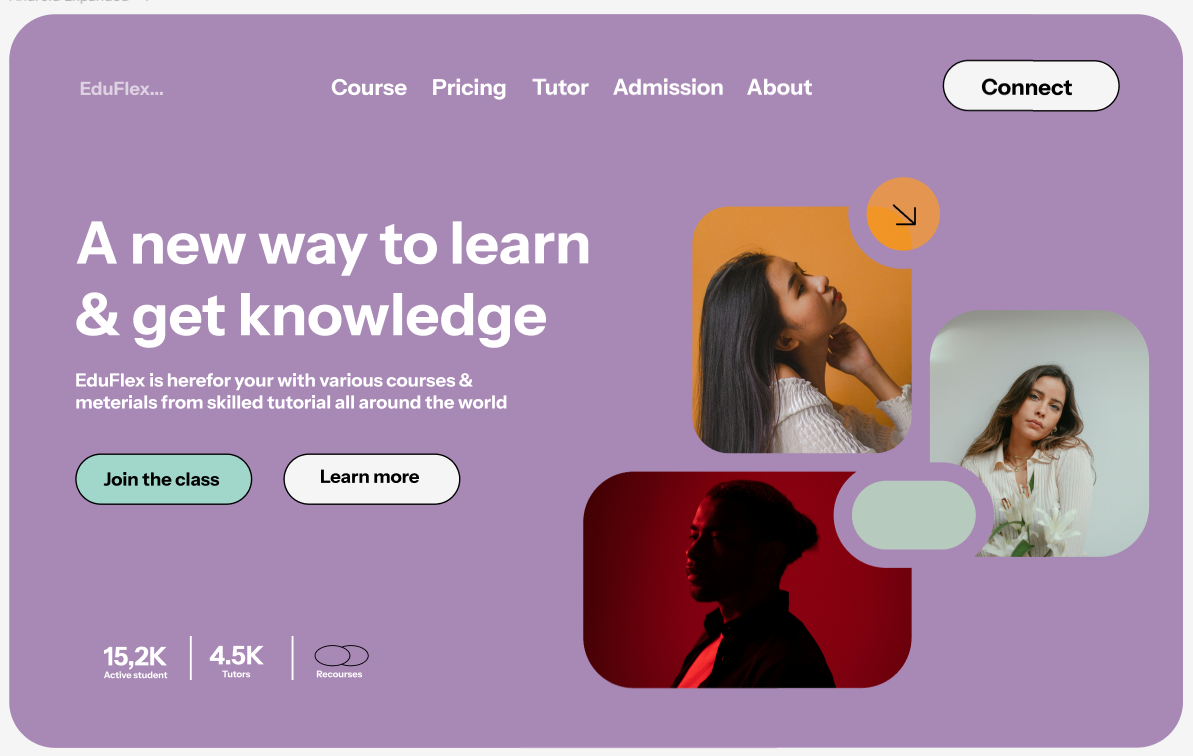 EduFlex...
Course Pricing Tutor Admission About
Connect
A new way to learn
& get knowledge
EduFlex is herefor your with various courses &
meterials from skilled tutorial all around the world
Join the class
Learn more
15,2K
Active student
4.5K
Tutors
Recourses